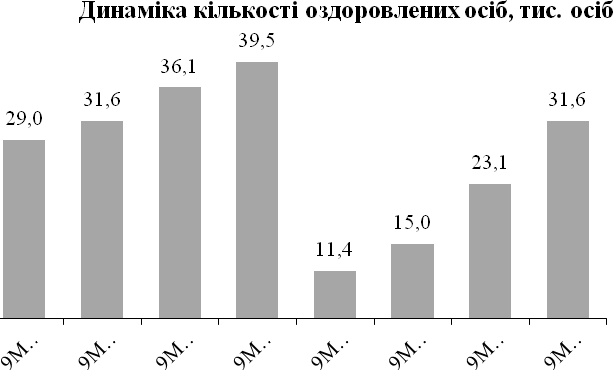 Динаміка кількості оздоровлених осіб, тис. осіб
39,5
36,1
31,6
31,6
29,0
23,1
15,0
11,4
9М..
9М..
9М..
9М..
9М..
9М..
9М..
9М..